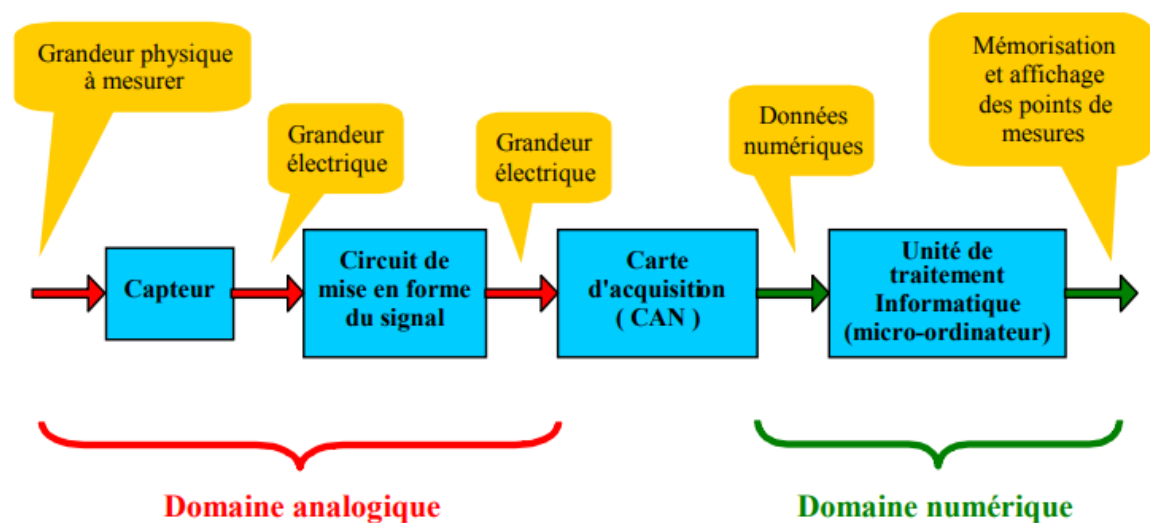 Grandeur physique
à mesurer
Grandeur
électrique
Grandeur
électrique
Données
numériques
Mémorisation
et affichage
des points de
mesures
Capteur
Circuit de
mise en forme
du signal
Carte
d'acquisition
( CAN )
Unité de
traitement
Informatique
(micro-ordinateur)
Domaine analogique
Domaine numérique